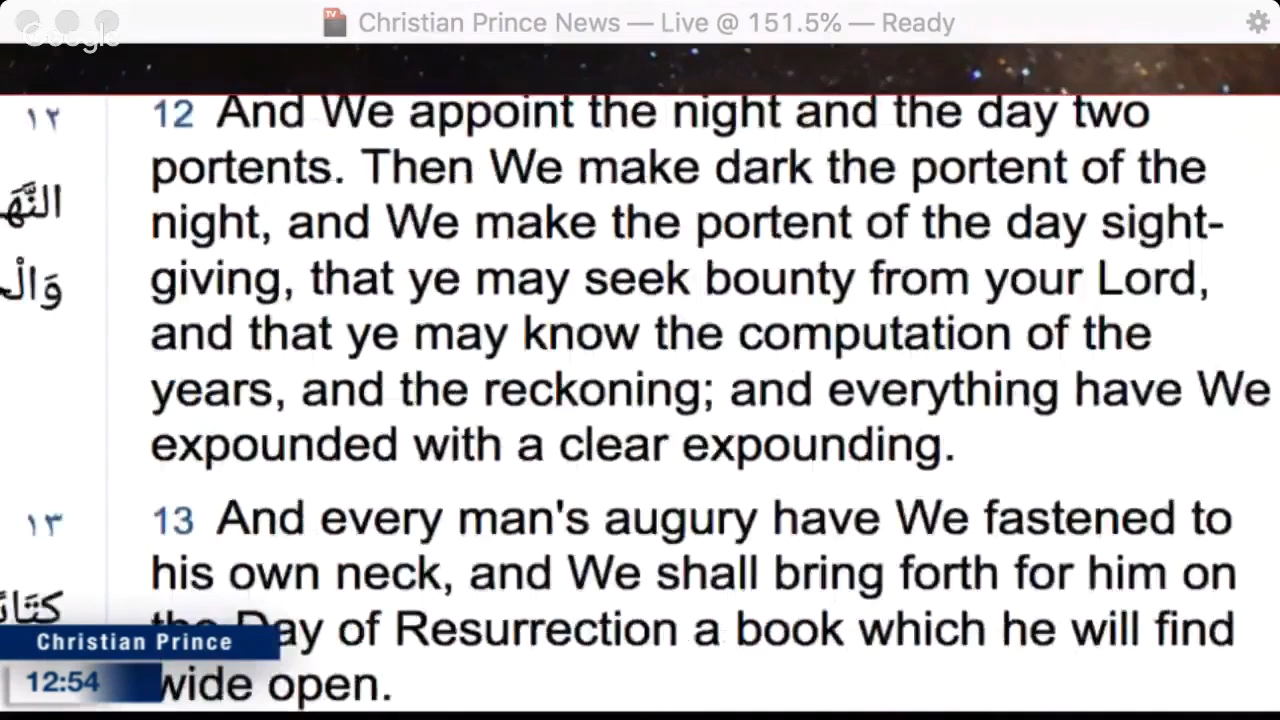 Christian Prince News — Live @ 151.5% — Ready
Google
١٢
12 And We appoint the night and the day two
portents. Then We make dark the portent of the
night, and We make the portent of the day sight-
giving, that ye may seek bounty from your Lord,
and that ye may know the computation of the
years, and the reckoning; and everything have We
expounded with a clear expounding.
١٣
13 And every man's augury have We fastened to
his own neck, and We shall bring forth for him on
the Day of Resurrection a book which he will find
wide open.
Christian Prince
12:54